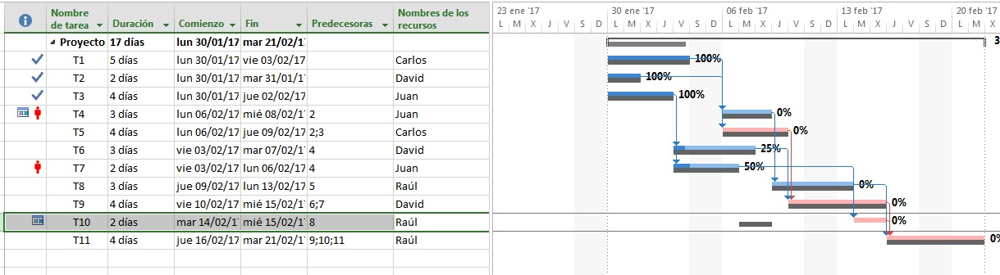 Nombre de tarea Duración Comienzo Fin Predecesoras Nombres de los recursos
23 ene '17 30 ene '17 06 feb '17 13 feb '17 20 feb '17
L M X J V S D L M X J V S D L M X J V S D L M X J V S D L M X
Proyecto 17 días lun 30/01/17 mar 21/02/1 3
T1 5 días lun 30/01/17 vie 03/02/17 Carlos 100%
T2 2 días lun 30/01/17 mar 31/01/1 David 100%
T3 4 días lun 30/01/17 jue 02/02/17 Juan 100%
T4 3 días lun 06/02/17 mié 08/02/1 2 Juan 0%
T5 4 días lun 06/02/17 jue 09/02/17 2;3 Carlos 0%
T6 3 días vie 03/02/17 mar 07/02/1 4 David 25%
T7 2 días vie 03/02/17 lun 06/02/17 4 Juan 50%
T8 3 días jue 09/02/17 lun 13/02/17 5 Raúl 0%
T9 4 días vie 10/02/17 mié 15/02/1 6;7 David 0%
T10 2 días mar 14/02/1 mié 15/02/1 8 Raúl 0%
T11 4 días jue 16/02/17 mar 21/02/1 9;10;11 Raúl 0%